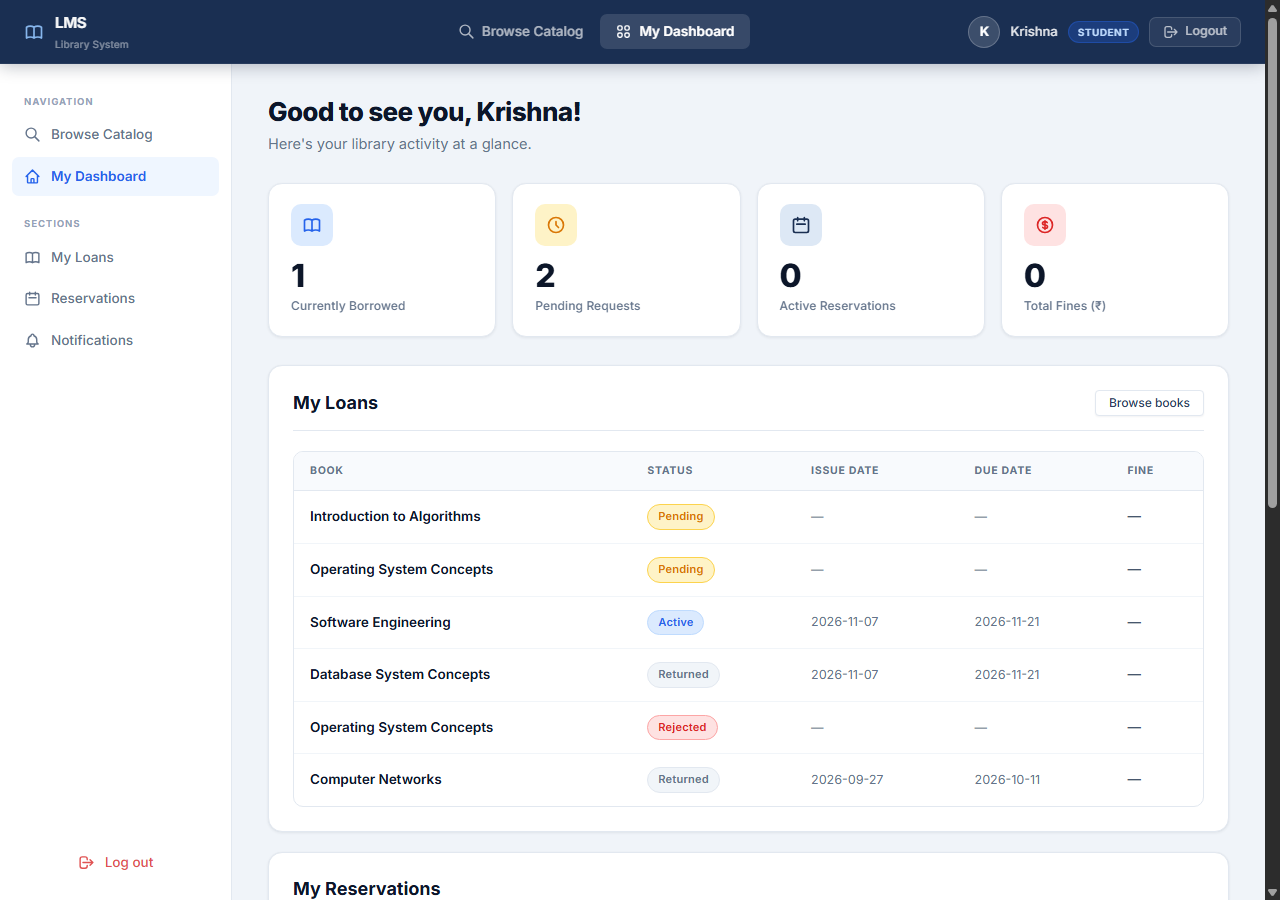 LMS
Library System
Browse Catalog
My Dashboard
K
Krishna
STUDENT
Logout
NAVIGATION
Browse Catalog
My Dashboard
SECTIONS
My Loans
Reservations
Notifications
Log out
Good to see you, Krishna!
Here's your library activity at a glance.
1
Currently Borrowed
2
Pending Requests
0
Active Reservations
0
Total Fines (₹)
My Loans
Browse books
BOOK STATUS ISSUE DATE DUE DATE FINE
Introduction to Algorithms Pending — — —
Operating System Concepts Pending — — —
Software Engineering Active 2026-11-07 2026-11-21 —
Database System Concepts Returned 2026-11-07 2026-11-21 —
Operating System Concepts Rejected — — —
Computer Networks Returned 2026-09-27 2026-10-11 —
My Reservations